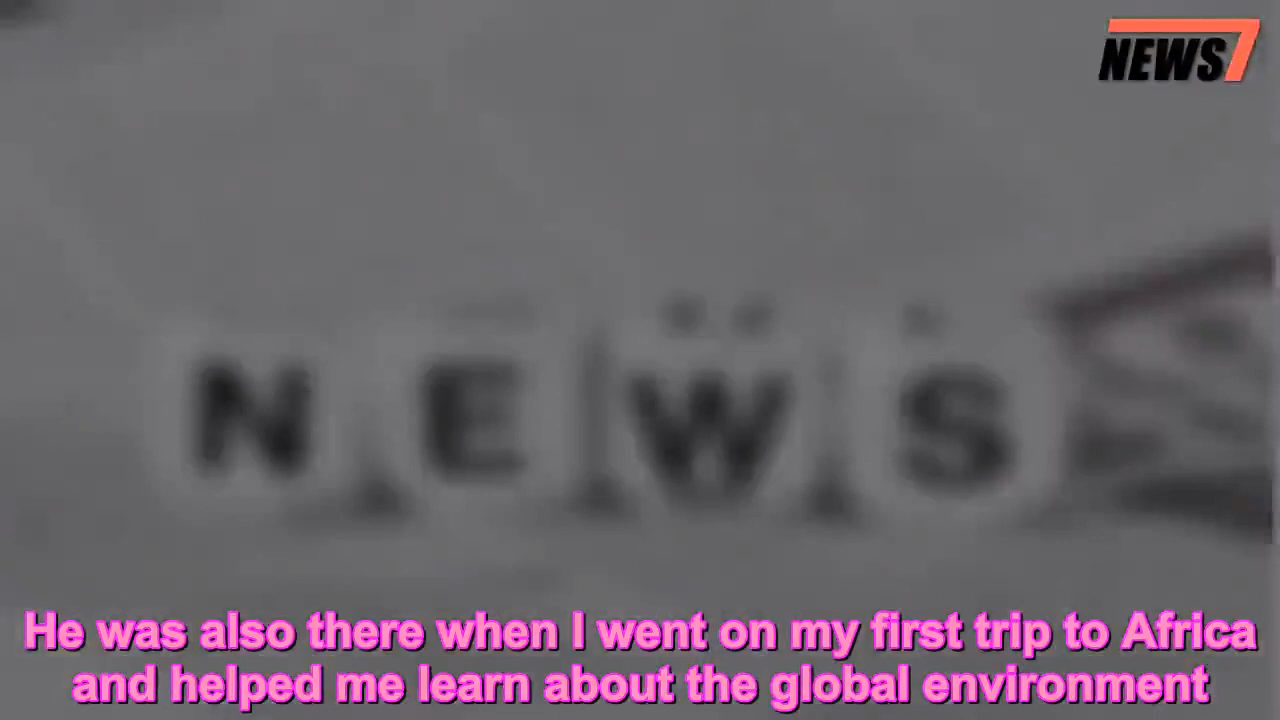 NEWS7
NEWS
He was also there when I went on my first trip to Africa
and helped me learn about the global environment